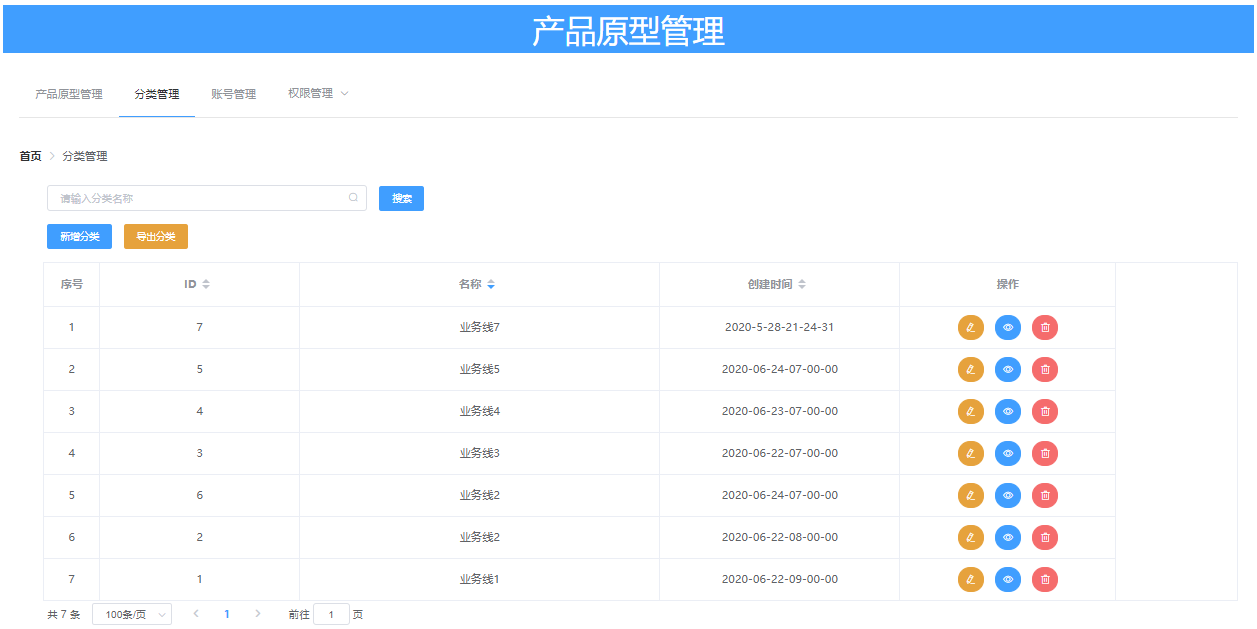 产品原型管理
产品原型管理 分类管理 账号管理 权限管理
首页 分类管理
请输入分类名称 搜索
新增分类 导出分类
序号 ID 名称 创建时间 操作
1 7 业务线7 2020-5-28-21-24-31
2 5 业务线5 2020-06-24-07-00-00
3 4 业务线4 2020-06-23-07-00-00
4 3 业务线3 2020-06-22-07-00-00
5 6 业务线2 2020-06-24-07-00-00
6 2 业务线2 2020-06-22-08-00-00
7 1 业务线1 2020-06-22-09-00-00
共 7 条 100条/页 1 前往 1 页